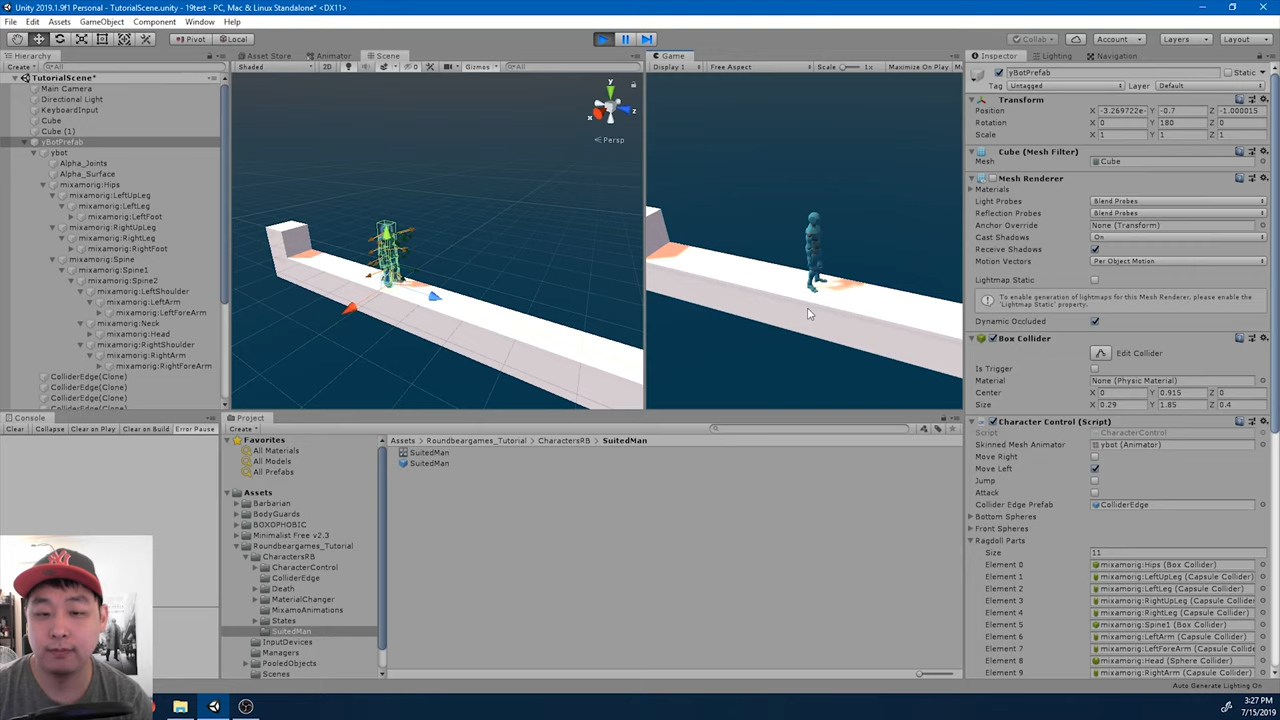 Unity 2019.1.9f1 Personal - TutorialScene.unity - 19test - PC, Mac & Linux Standalone* <DX11>
File Edit Assets GameObject Component Window Help
Pivot Local Collab Account Layers Layout
Hierarchy Asset Store Animator Scene Game Inspector Lighting Navigation
Create All
Shaded 2D 0 Gizmos All
Display 1 Free Aspect Scale 1x Maximize On Play
TutorialScene*
Main Camera
Directional Light
KeyboardInput
Cube
Cube (1)
yBotPrefab
ybot
Alpha_Joints
Alpha_Surface
mixamorig:Hips
mixamorig:LeftUpLeg
mixamorig:LeftLeg
mixamorig:LeftFoot
mixamorig:RightUpLeg
mixamorig:RightLeg
mixamorig:RightFoot
mixamorig:Spine
mixamorig:Spine1
mixamorig:Spine2
mixamorig:LeftShoulder
mixamorig:LeftArm
mixamorig:LeftForeArm
mixamorig:Neck
mixamorig:Head
mixamorig:RightShoulder
mixamorig:RightArm
mixamorig:RightForeArm
ColliderEdge(Clone)
ColliderEdge(Clone)
ColliderEdge(Clone)
ColliderEdge(Clone)
y
x
z
Persp
yBotPrefab Static
Tag Untagged Layer Default
Transform
Position X -3.269722e- Y -0.7 Z -1.000015
Rotation X 0 Y 180 Z 0
Scale X 1 Y 1 Z 1
Cube (Mesh Filter)
Mesh Cube
Mesh Renderer
Materials
Light Probes Blend Probes
Reflection Probes Blend Probes
Anchor Override None (Transform)
Cast Shadows On
Receive Shadows
Motion Vectors Per Object Motion
Lightmap Static
To enable generation of lightmaps for this Mesh Renderer, please enable the
'Lightmap Static' property.
Dynamic Occluded
Box Collider
Edit Collider
Is Trigger
Material None (Physic Material)
Center X 0 Y 0.915 Z 0
Size X 0.29 Y 1.85 Z 0.4
Character Control (Script)
Script CharacterControl
Skinned Mesh Animator ybot (Animator)
Move Right
Move Left
Jump
Attack
Collider Edge Prefab ColliderEdge
Bottom Spheres
Front Spheres
Ragdoll Parts
Size 11
Element 0 mixamorig:Hips (Box Collider)
Element 1 mixamorig:LeftUpLeg (Capsule Collider)
Element 2 mixamorig:LeftLeg (Capsule Collider)
Element 3 mixamorig:RightUpLeg (Capsule Collider)
Element 4 mixamorig:RightLeg (Capsule Collider)
Element 5 mixamorig:Spine1 (Box Collider)
Element 6 mixamorig:LeftArm (Capsule Collider)
Element 7 mixamorig:LeftForeArm (Capsule Collide
Element 8 mixamorig:Head (Sphere Collider)
Element 9 mixamorig:RightArm (Capsule Collider)
Auto Generate Lighting On
Console
Clear Collapse Clear on Play Clear on Build Error Pause
Project
Create
Favorites
All Materials
All Models
All Prefabs
Assets
Barbarian
BodyGuards
BOXOPHOBIC
Minimalist Free v2.3
Roundbeargames_Tutorial
CharactersRB
CharacterControl
ColliderEdge
Death
MaterialChanger
MixamoAnimations
States
SuitedMan
InputDevices
Managers
PooledObjects
Scenes
Assets Roundbeargames_Tutorial CharactersRB SuitedMan
SuitedMan
SuitedMan
3:27 PM
7/15/2019